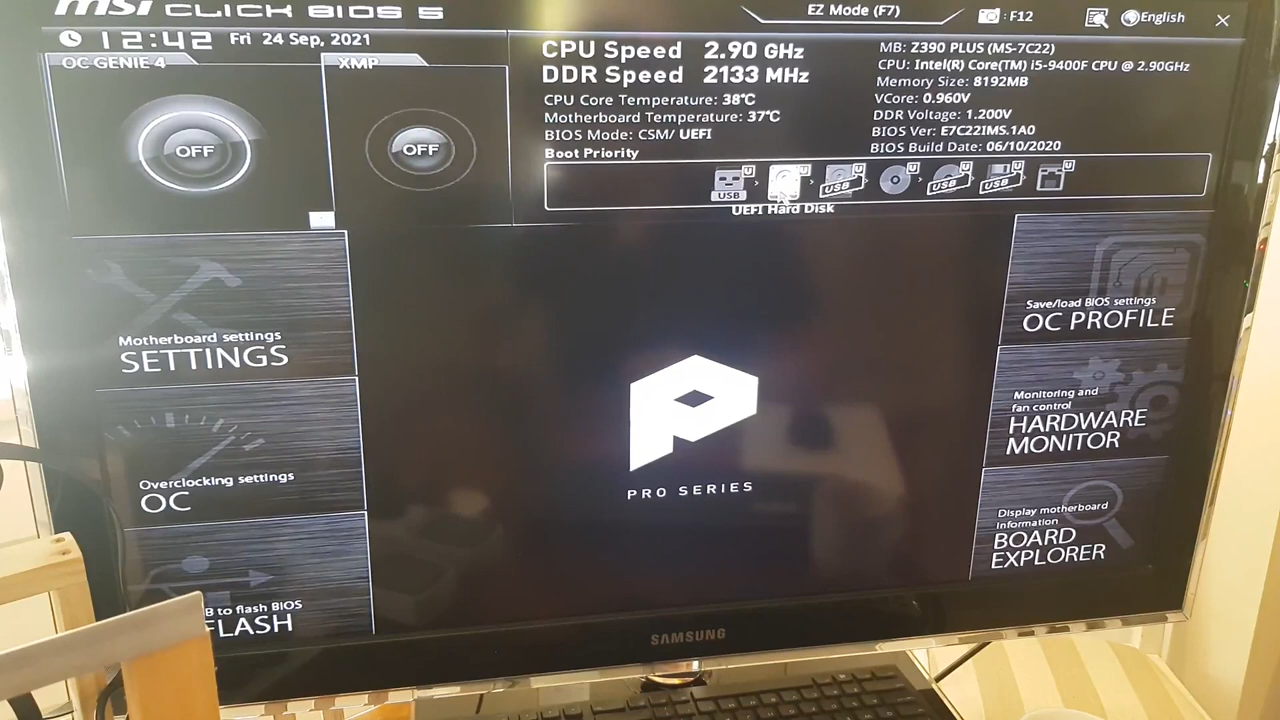 msi CLICK BIOS 5
EZ Mode (F7)
: F12
English
12:42 Fri 24 Sep, 2021
OC GENIE 4
XMP
OFF
OFF
CPU Speed 2.90 GHz
DDR Speed 2133 MHz
CPU Core Temperature: 38℃
Motherboard Temperature: 37℃
BIOS Mode: CSM/ UEFI
Boot Priority
MB: Z390 PLUS (MS-7C22)
CPU: Intel(R) Core(TM) i5-9400F CPU @ 2.90GHz
Memory Size: 8192MB
VCore: 0.960V
DDR Voltage: 1.200V
BIOS Ver: E7C22IMS.1A0
BIOS Build Date: 06/10/2020
U U U U U U U
USB USB USB USB
UEFI Hard Disk
Motherboard settings
SETTINGS
Overclocking settings
OC
B to flash BIOS
FLASH
PRO SERIES
Save/load BIOS settings
OC PROFILE
Monitoring and
fan control
HARDWARE
MONITOR
Display motherboard
information
BOARD
EXPLORER
SAMSUNG